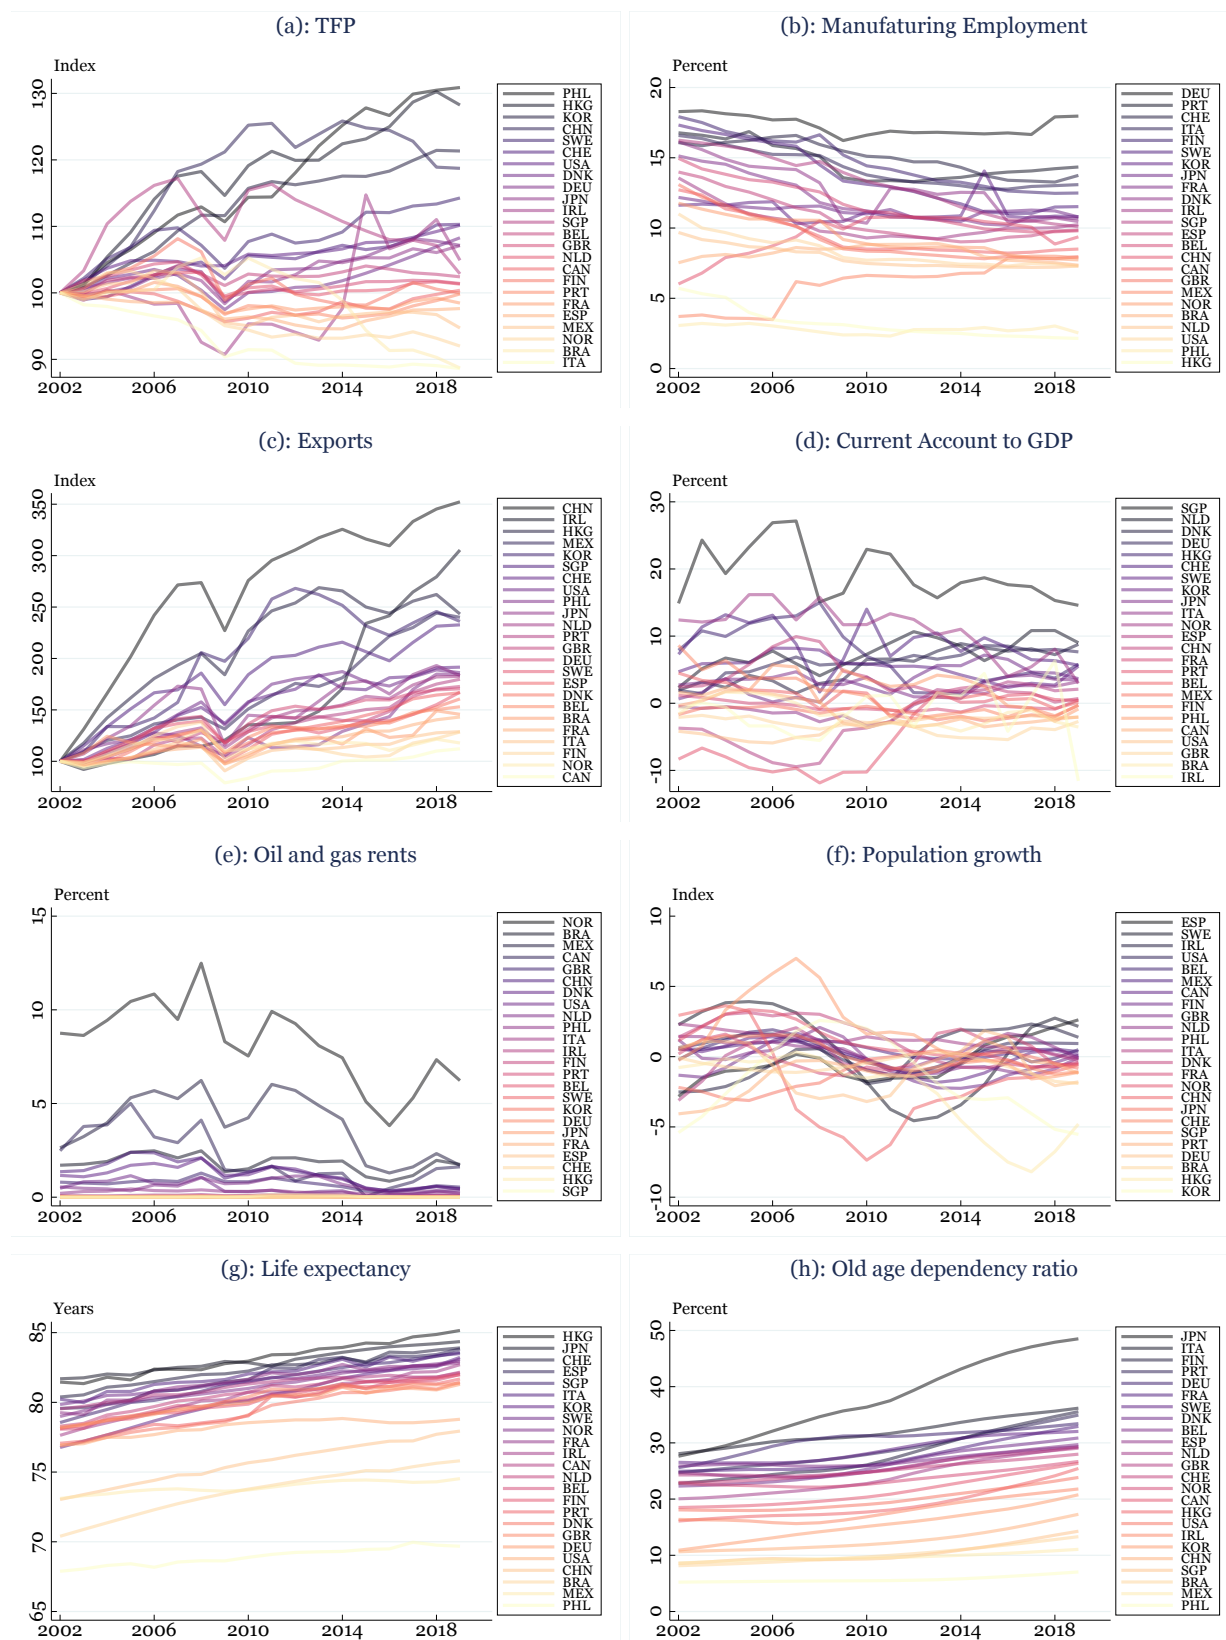 (a): TFP
Index
130
120
110
100
90
2002 2006 2010 2014 2018
PHL
HKG
KOR
CHN
SWE
CHE
USA
DNK
DEU
JPN
IRL
SGP
BEL
GBR
NLD
CAN
FIN
PRT
FRA
ESP
MEX
NOR
BRA
ITA
(b): Manufaturing Employment
Percent
20
15
10
5
0
2002 2006 2010 2014 2018
DEU
PRT
CHE
ITA
FIN
SWE
KOR
JPN
FRA
DNK
IRL
SGP
ESP
BEL
CHN
CAN
GBR
MEX
NOR
BRA
NLD
USA
PHL
HKG
(c): Exports
Index
350
300
250
200
150
100
2002 2006 2010 2014 2018
CHN
IRL
HKG
MEX
KOR
SGP
CHE
USA
PHL
JPN
NLD
PRT
GBR
DEU
SWE
ESP
DNK
BEL
BRA
FRA
ITA
FIN
NOR
CAN
(d): Current Account to GDP
Percent
30
20
10
0
-10
2002 2006 2010 2014 2018
SGP
NLD
DNK
DEU
HKG
CHE
SWE
KOR
JPN
ITA
NOR
ESP
CHN
FRA
PRT
BEL
MEX
FIN
PHL
CAN
USA
GBR
BRA
IRL
(e): Oil and gas rents
Percent
15
10
5
0
2002 2006 2010 2014 2018
NOR
BRA
MEX
CAN
GBR
CHN
DNK
USA
NLD
PHL
ITA
IRL
FIN
PRT
BEL
SWE
KOR
DEU
JPN
FRA
ESP
CHE
HKG
SGP
(f): Population growth
Index
10
5
0
-5
-10
2002 2006 2010 2014 2018
ESP
SWE
IRL
USA
BEL
MEX
CAN
FIN
GBR
NLD
PHL
ITA
DNK
FRA
NOR
CHN
JPN
CHE
SGP
PRT
DEU
BRA
HKG
KOR
(g): Life expectancy
Years
85
80
75
70
65
2002 2006 2010 2014 2018
HKG
JPN
CHE
ESP
SGP
ITA
KOR
SWE
NOR
FRA
IRL
CAN
NLD
BEL
FIN
PRT
DNK
GBR
DEU
USA
CHN
BRA
MEX
PHL
(h): Old age dependency ratio
Percent
50
40
30
20
10
0
2002 2006 2010 2014 2018
JPN
ITA
FIN
PRT
DEU
FRA
SWE
DNK
BEL
ESP
NLD
GBR
CHE
NOR
CAN
HKG
USA
IRL
KOR
CHN
SGP
BRA
MEX
PHL